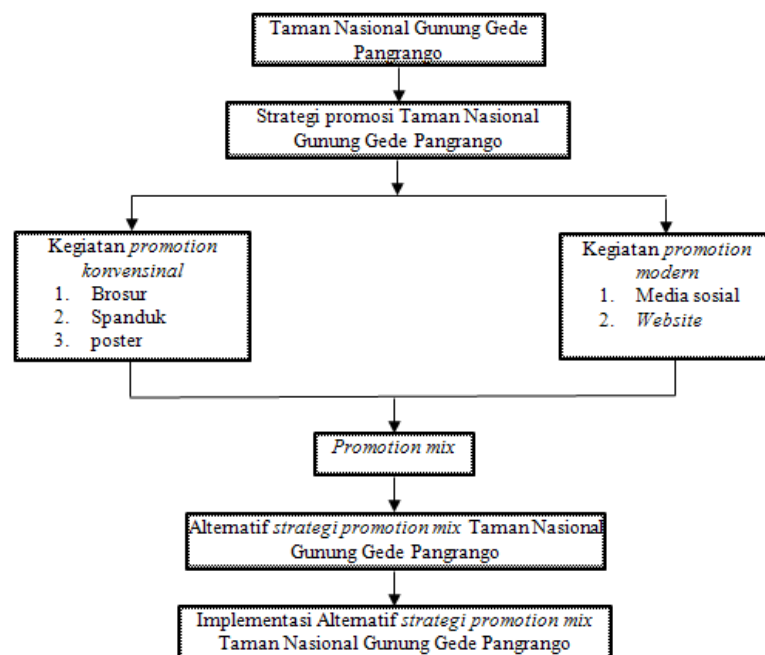 Taman Nasional Gunung Gede
Pangrango
Strategi promosi Taman Nasional
Gunung Gede Pangrango
Kegiatan promotion
konvensinal
1. Brosur
2. Spanduk
3. poster
Kegiatan promotion
modern
1. Media sosial
2. Website
Promotion mix
Alternatif strategi promotion mix Taman Nasional
Gunung Gede Pangrango
Implementasi Alternatif strategi promotion mix
Taman Nasional Gunung Gede Pangrango